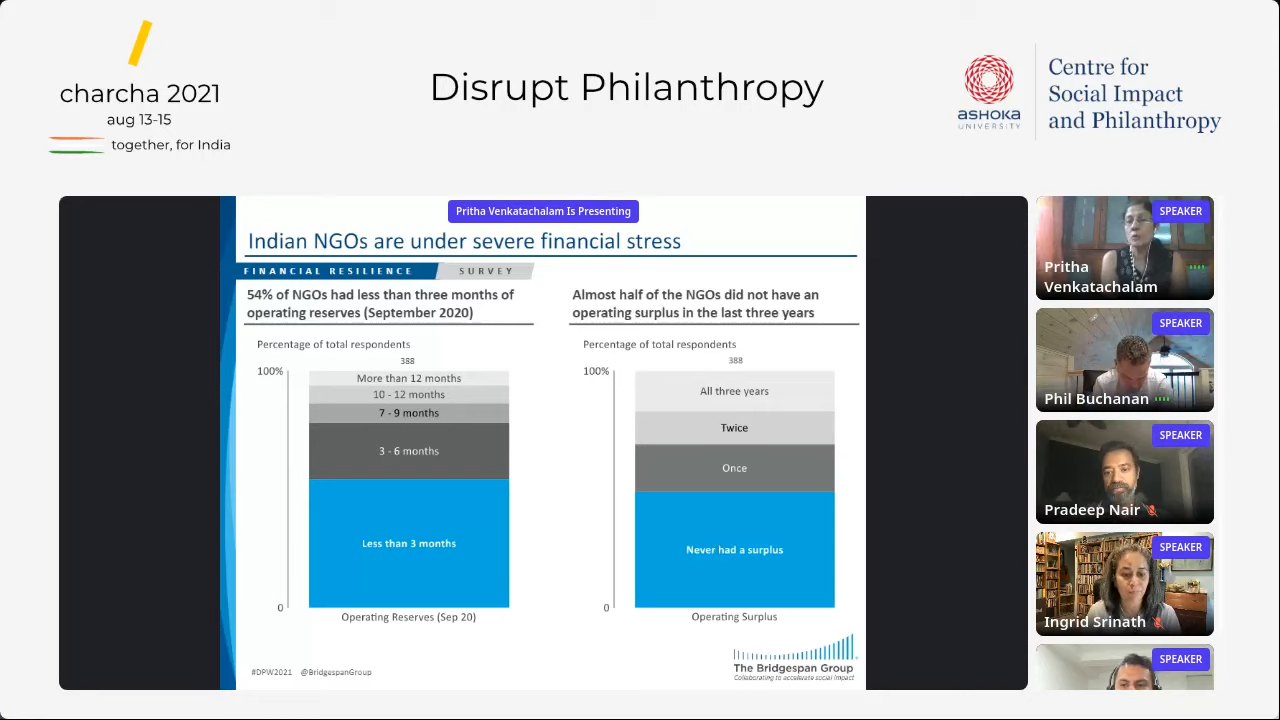 charcha 2021
aug 13-15
together, for India
Disrupt Philanthropy
ASHOKA
UNIVERSITY
Centre for
Social Impact
and Philanthropy
Pritha Venkatachalam Is Presenting
Indian NGOs are under severe financial stress
FINANCIAL RESILIENCE
SURVEY
54% of NGOs had less than three months of
operating reserves (September 2020)
Percentage of total respondents
388
100%
More than 12 months
10 - 12 months
7 - 9 months
3 - 6 months
Less than 3 months
0
Operating Reserves (Sep 20)
Almost half of the NGOs did not have an
operating surplus in the last three years
Percentage of total respondents
388
100%
All three years
Twice
Once
Never had a surplus
0
Operating Surplus
#DPW2021 @BridgespanGroup
The Bridgespan Group
Collaborating to accelerate social impact
SPEAKER
Pritha
Venkatachalam
SPEAKER
Phil Buchanan
SPEAKER
Pradeep Nair
SPEAKER
Ingrid Srinath
SPEAKER